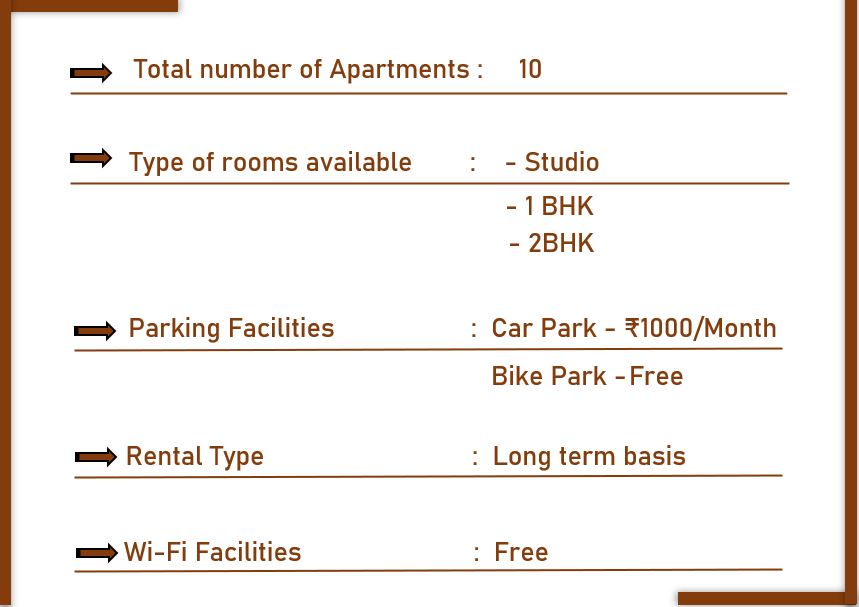 Total number of Apartments : 10
Type of rooms available : - Studio
- 1 BHK
- 2BHK
Parking Facilities : Car Park - ₹1000/Month
Bike Park - Free
Rental Type : Long term basis
Wi-Fi Facilities : Free